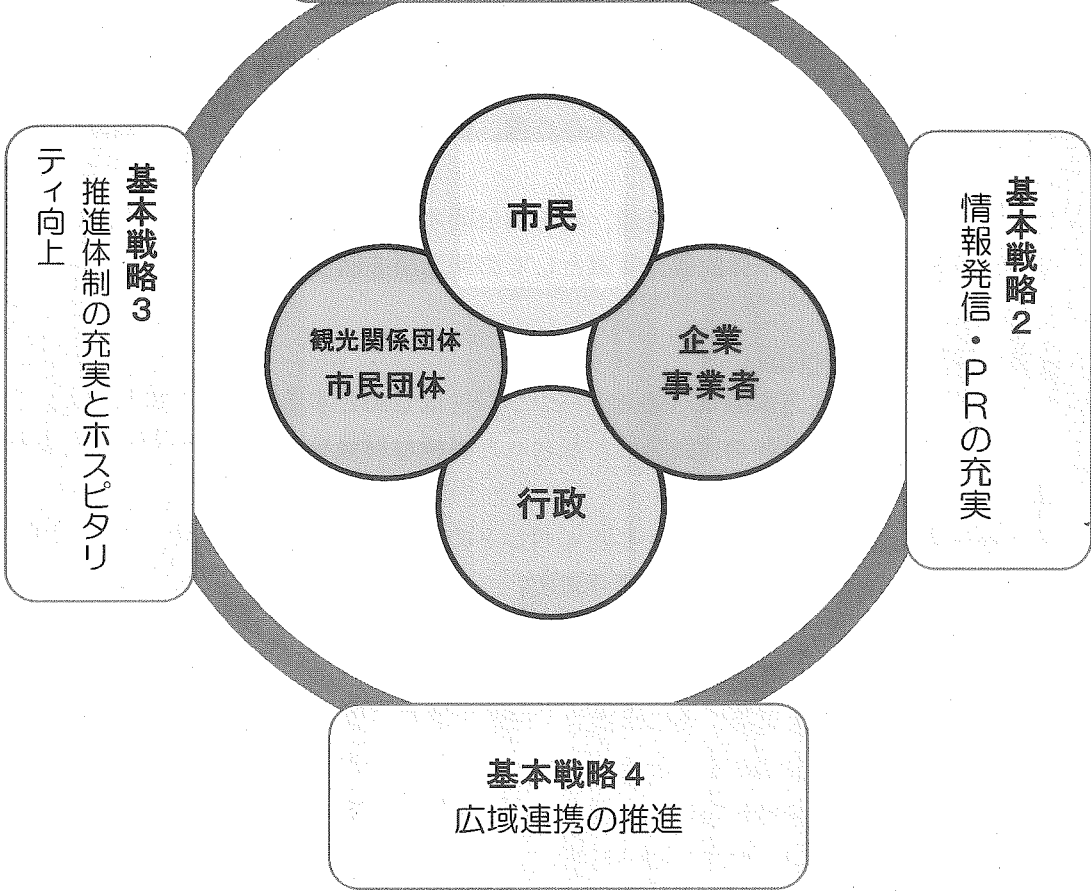 市民
観光関係団体
市民団体
企業
事業者
行政
基本戦略２
情報発信・ＰＲの充実
基本戦略３
推進体制の充実とホスピタリ
ティ向上
基本戦略４
広域連携の推進